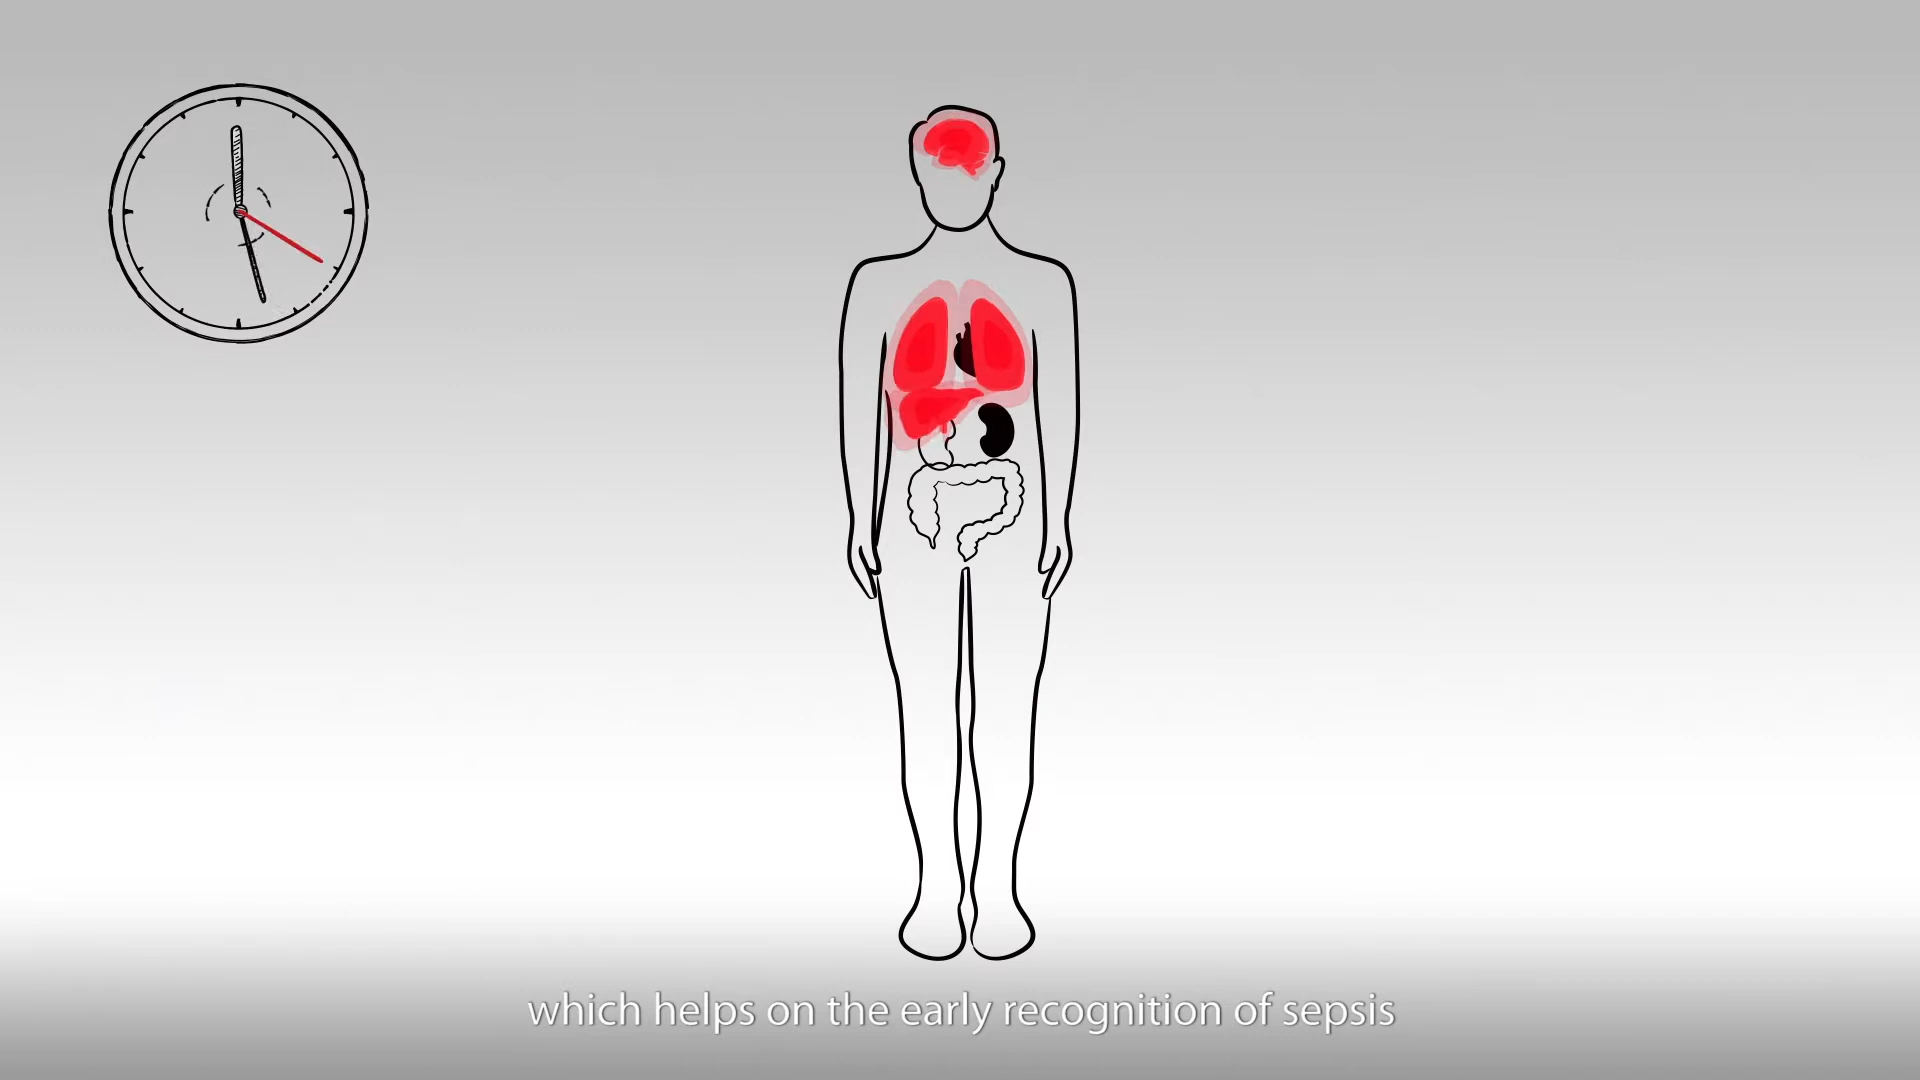 which helps on the early recognition of sepsis